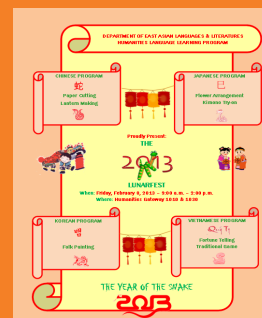 DEPARTMENT OF EAST ASIAN LANGUAGES & LITERATURES
HUMANITIES LANGUAGE LEARNING PROGRAM
CHINESE PROGRAM
蛇
Paper Cutting
Lantern Making
JAPANESE PROGRAM
巳
Flower Arrangement
Kimono Try-on
Proudly Present
THE
2013
LUNARFEST
When: Friday, February 8, 2013 - 9:00 a.m. - 2:00 p.m.
Where: Humanities Gateway 1010 & 1030
KOREAN PROGRAM
뱀
Folk Painting
VIETNAMESE PROGRAM
Quý Tỵ
Fortune Telling
Traditional Game
THE YEAR OF THE SNAKE
2013